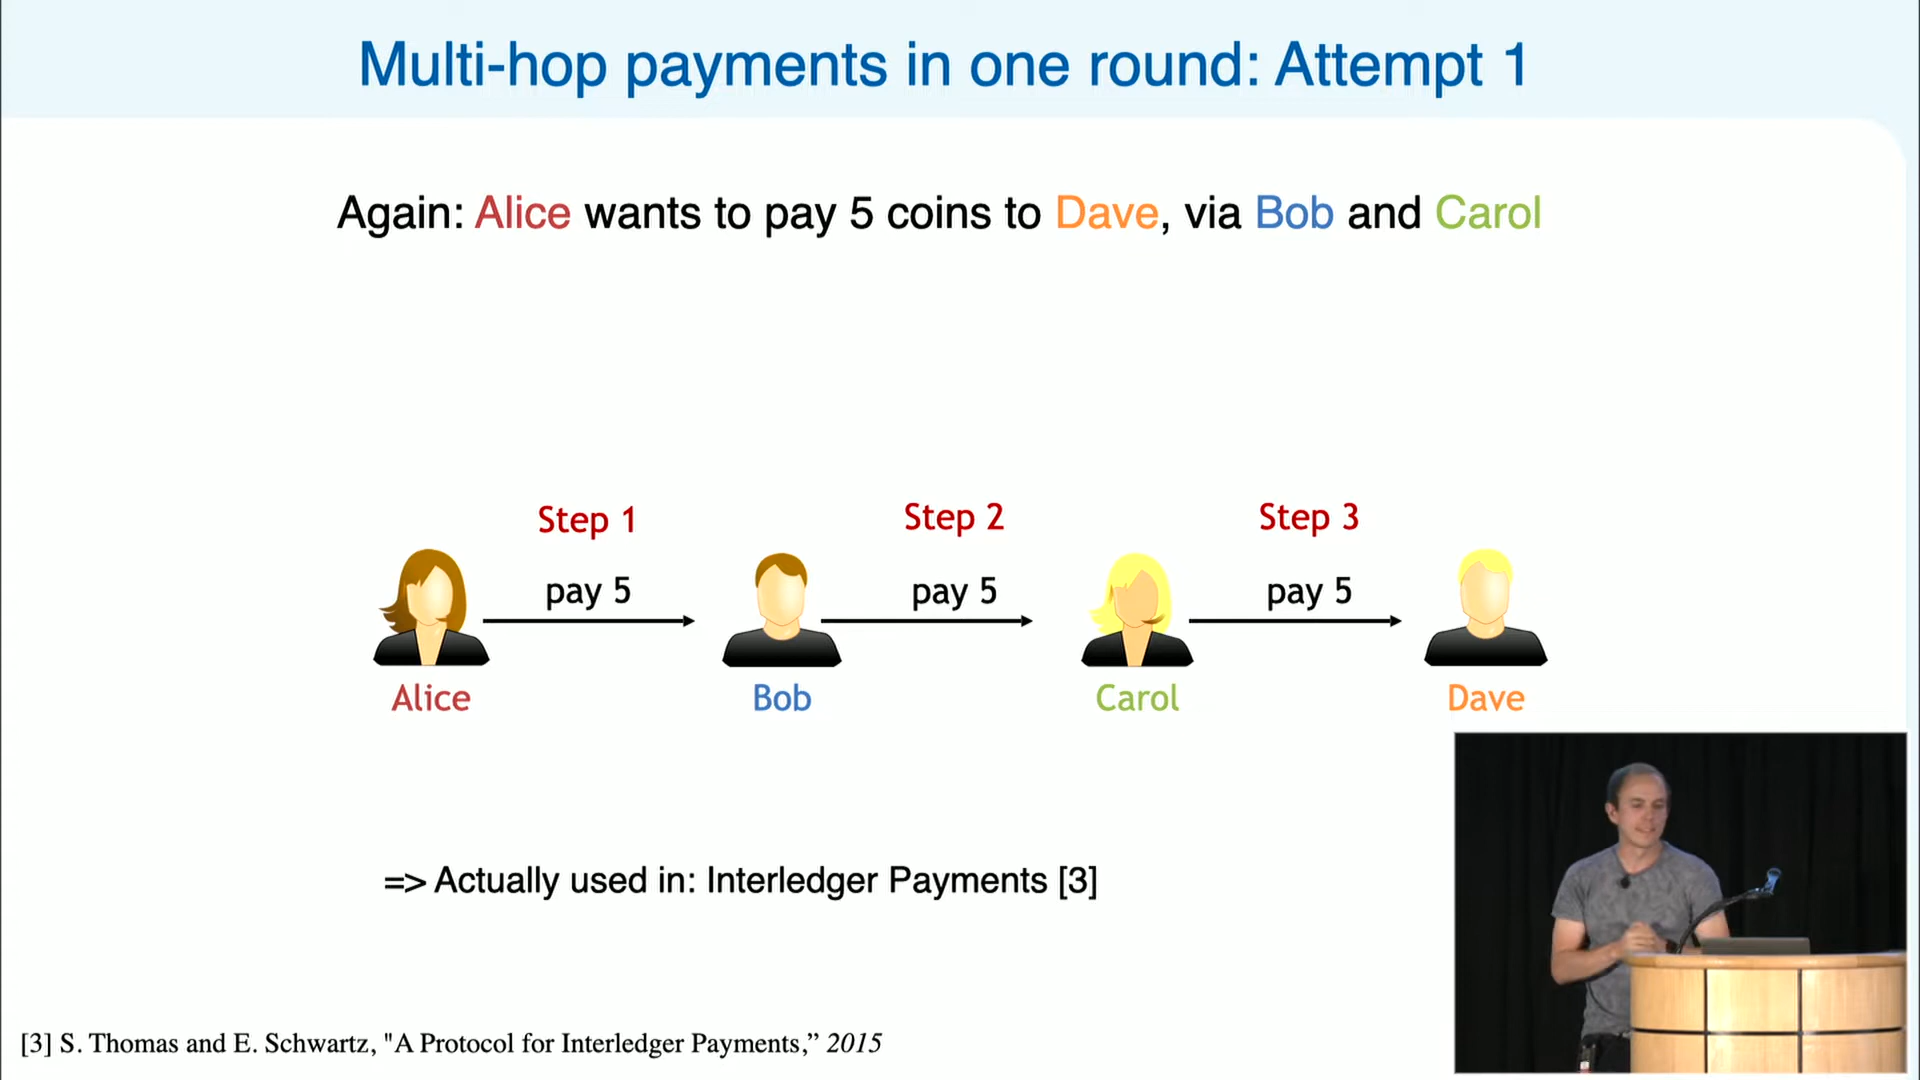 Multi-hop payments in one round: Attempt 1
Again: Alice wants to pay 5 coins to Dave, via Bob and Carol
Step 1
Step 2
Step 3
pay 5
pay 5
pay 5
Alice
Bob
Carol
Dave
=> Actually used in: Interledger Payments [3]
[3] S. Thomas and E. Schwartz, "A Protocol for Interledger Payments,” 2015